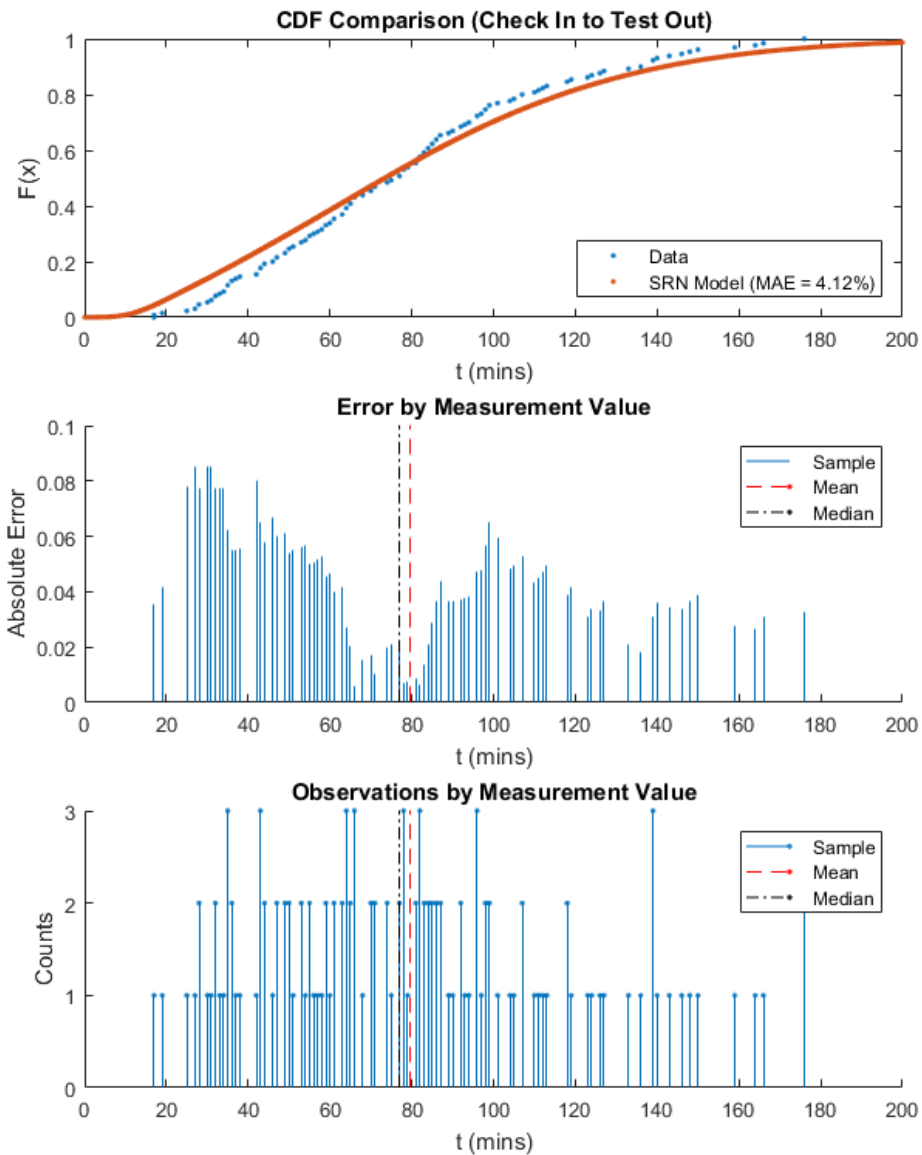 CDF Comparison (Check In to Test Out)
1
0.8
0.6
0.4
0.2
0
F(x)
Data
SRN Model (MAE = 4.12%)
0 20 40 60 80 100 120 140 160 180 200
t (mins)
Error by Measurement Value
0.1
0.08
0.06
0.04
0.02
0
Absolute Error
Sample
Mean
Median
0 20 40 60 80 100 120 140 160 180 200
t (mins)
Observations by Measurement Value
3
2
1
0
Counts
Sample
Mean
Median
0 20 40 60 80 100 120 140 160 180 200
t (mins)